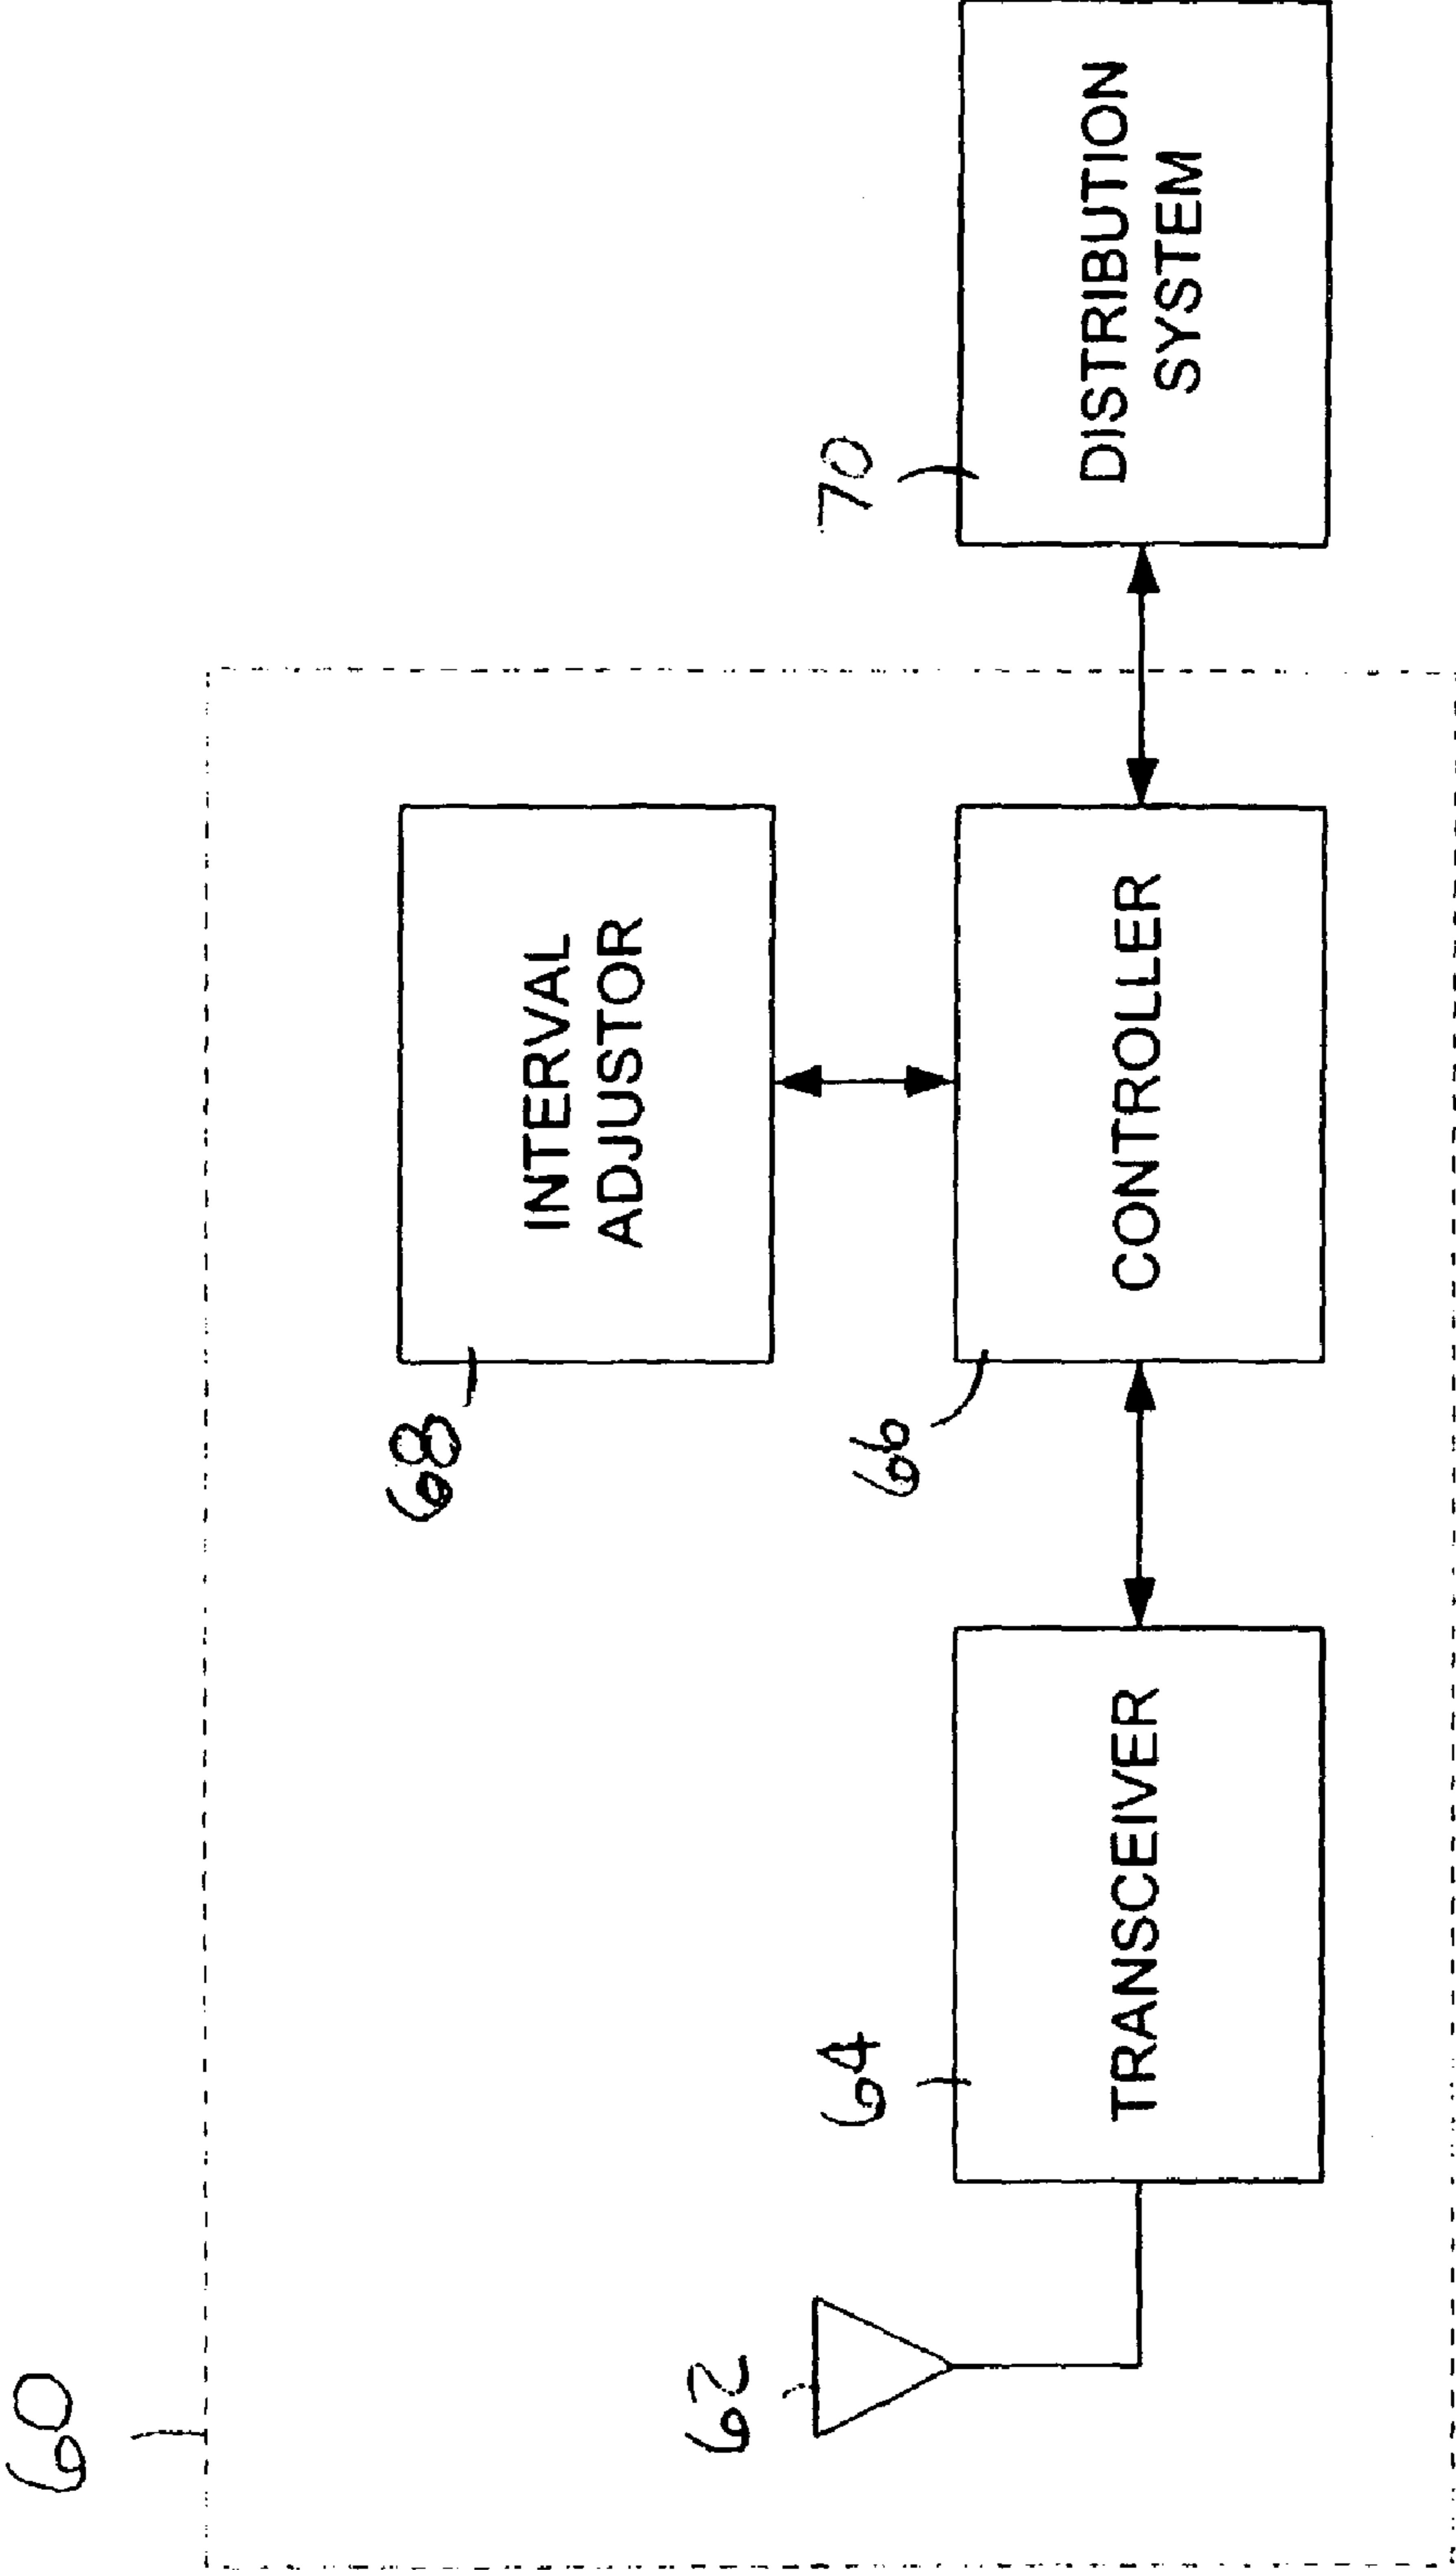 60
68
INTERVAL
ADJUSTOR
62
64
TRANSCEIVER
66
CONTROLLER
70
DISTRIBUTION
SYSTEM